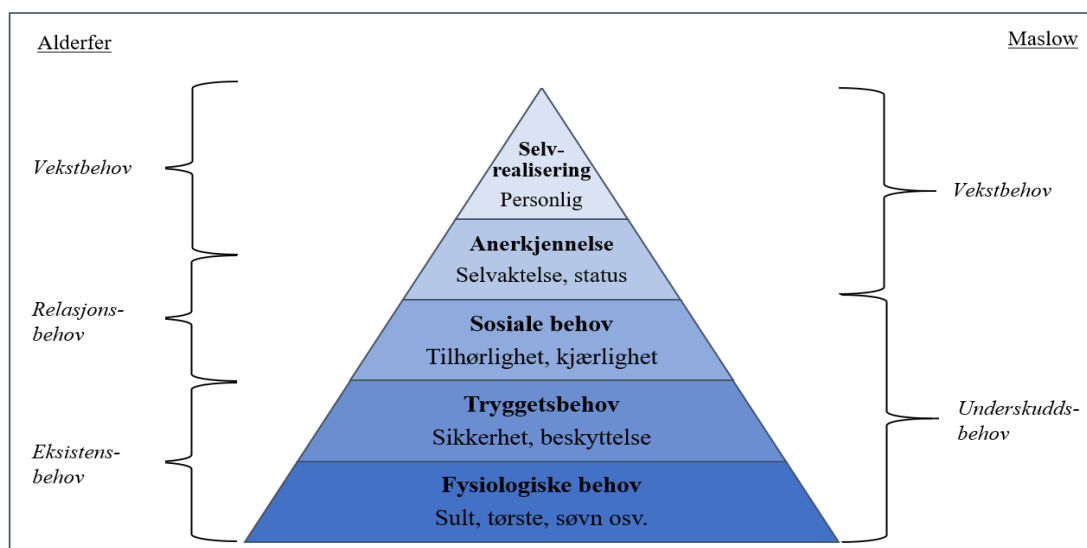 Alderfer
Maslow
Vekstbehov
Relasjons-
behov
Eksistens-
behov
Selv-
realisering
Personlig
Anerkjennelse
Selvaktelse, status
Sosiale behov
Tilhørlighet, kjærlighet
Tryggetsbehov
Sikkerhet, beskyttelse
Fysiologiske behov
Sult, tørste, søvn osv.
Vekstbehov
Underskudds-
behov